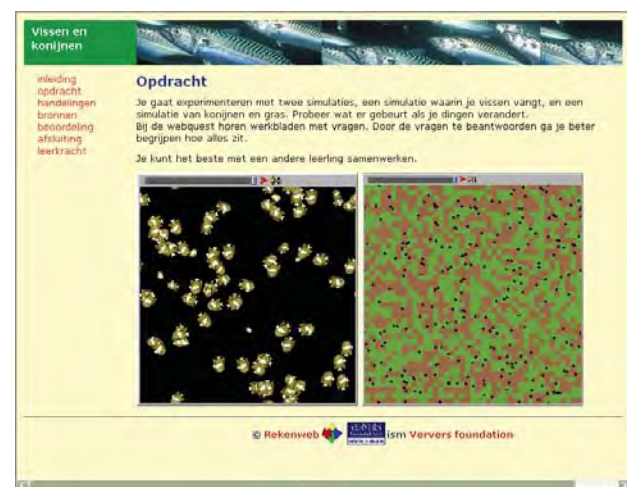 Vissen en
konijnen
inleiding
opdracht
handelingen
bronnen
beoordeling
afsluiting
leerkracht
Opdracht
Je gaat experimenteren met twee simulaties, een simulatie waarin je vissen vangt, en een
simulatie van konijnen en gras. Probeer wat er gebeurt als je dingen verandert.
Bij de webquest horen werkbladen met vragen. Door de vragen te beantwoorden ga je beter
begrijpen hoe alles zit.
Je kunt het beste met een andere leerling samenwerken.
© Rekenweb ism Ververs foundation